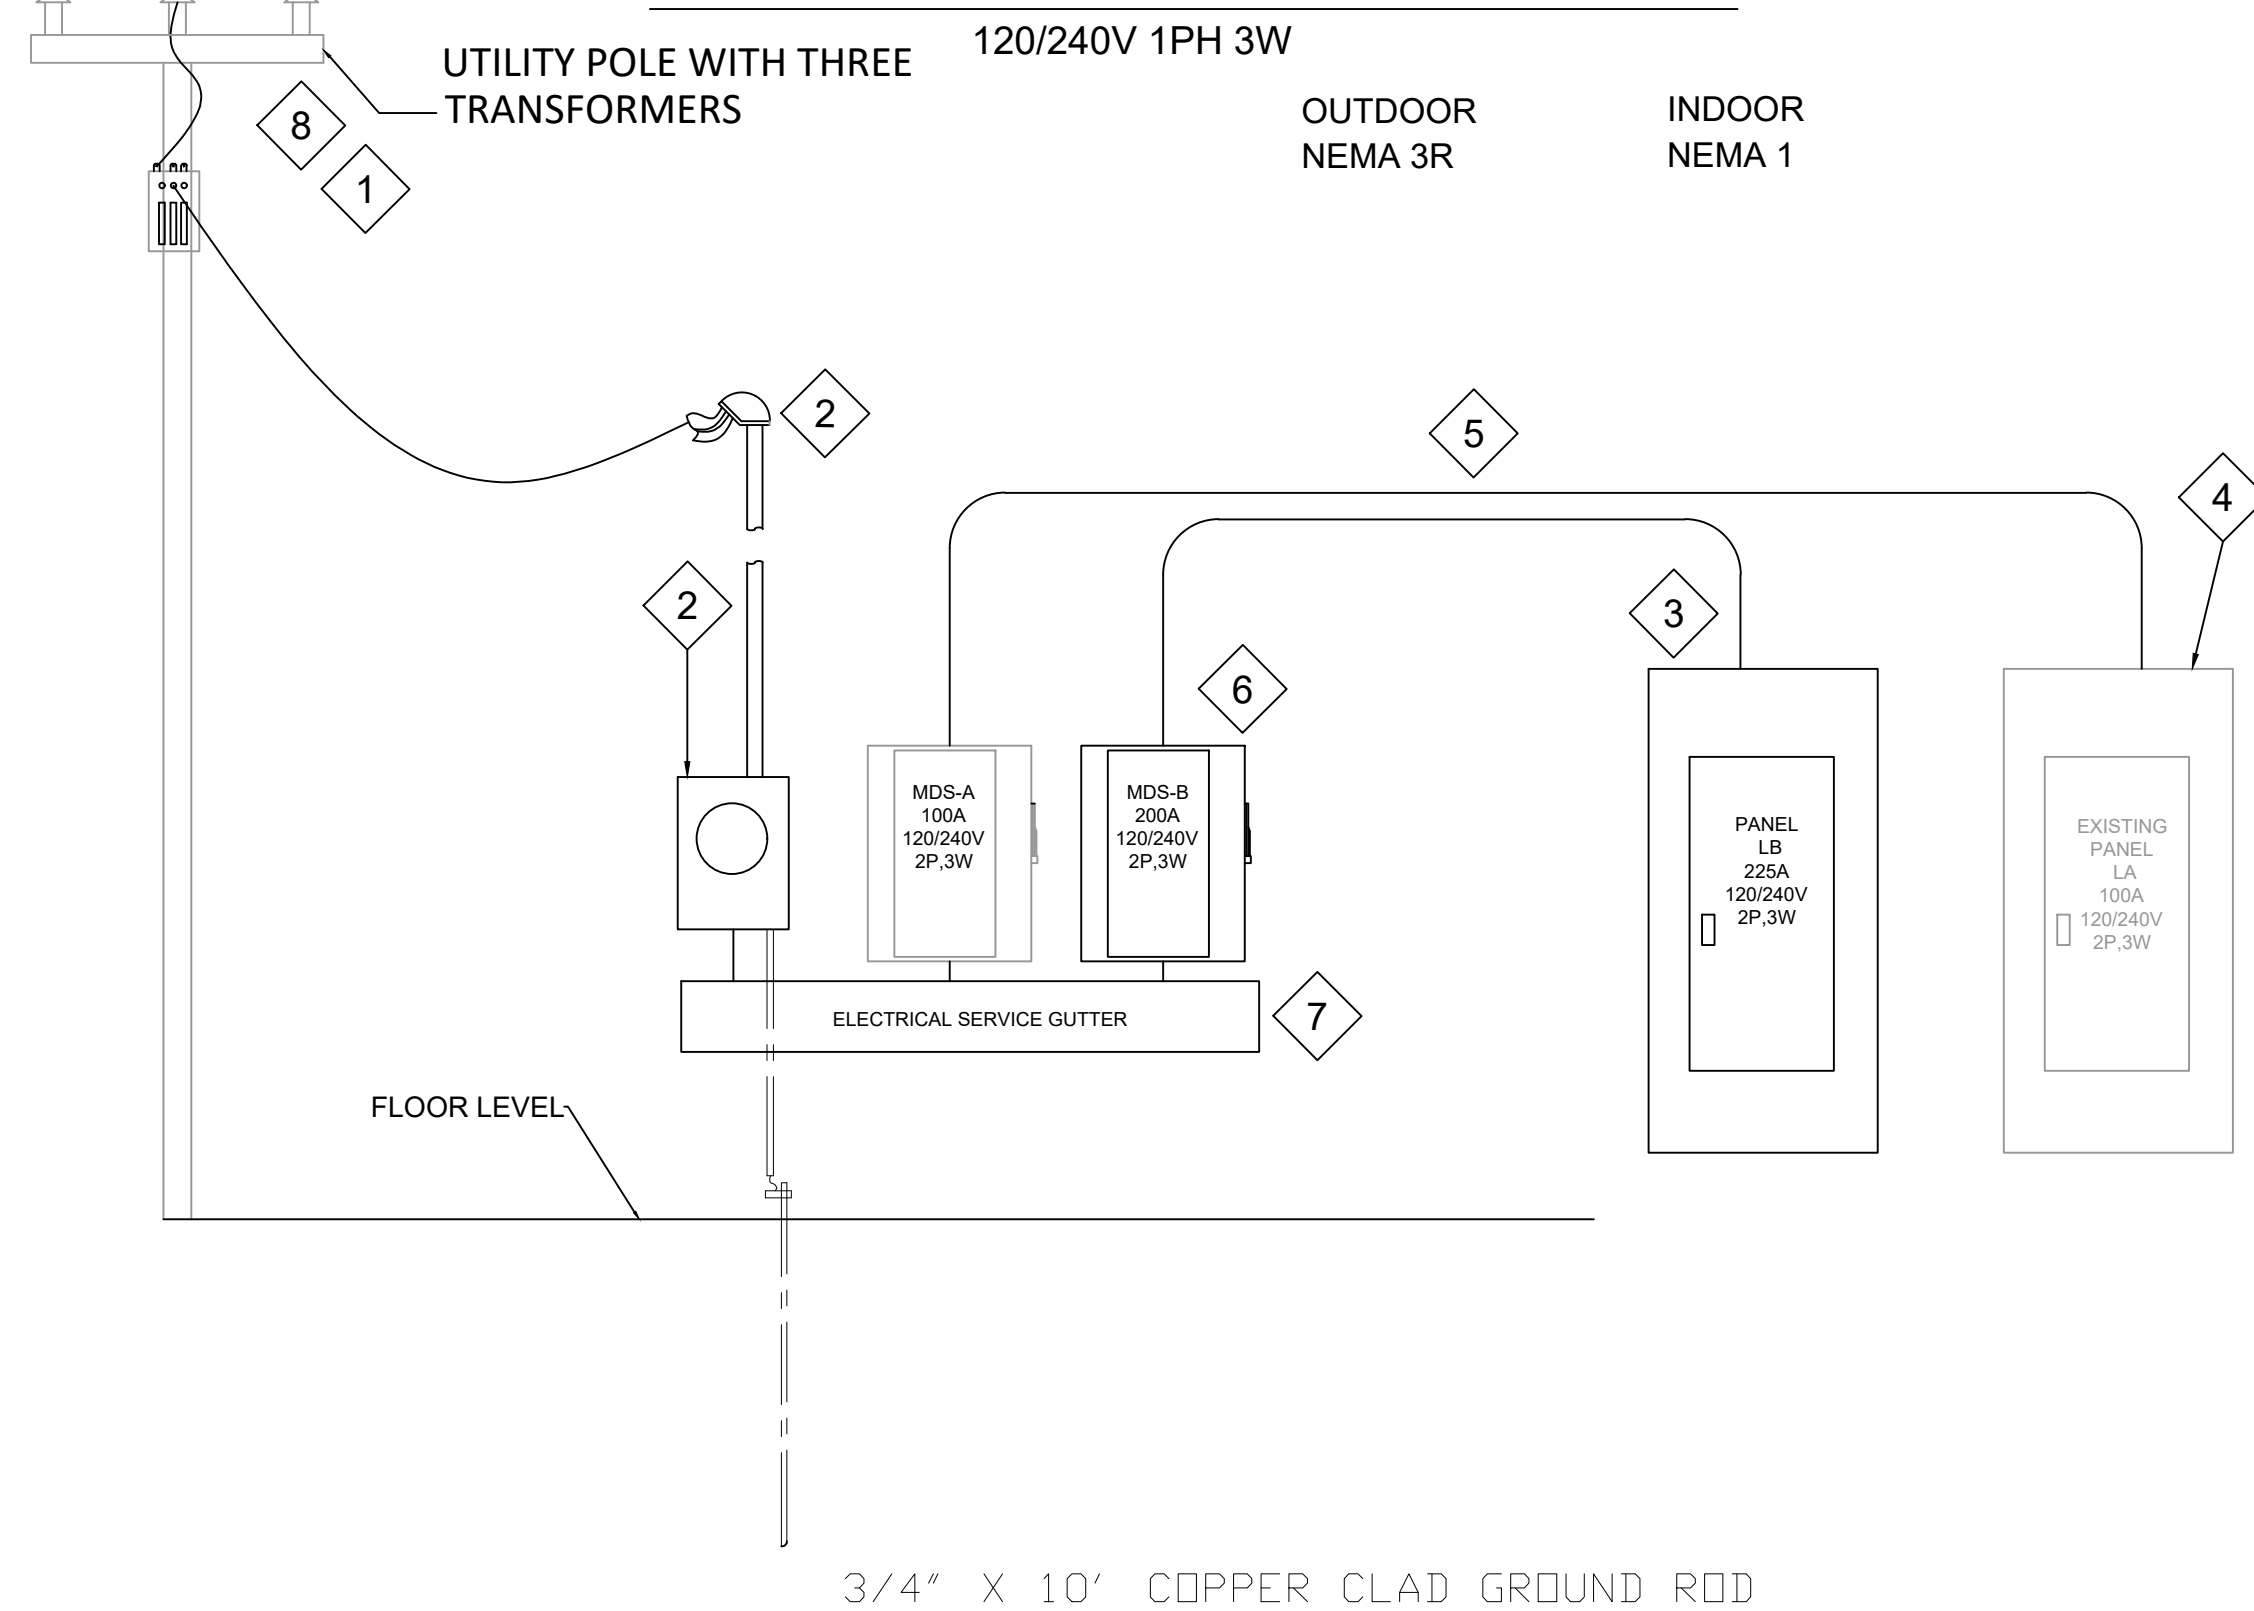 120/240V 1PH 3W
UTILITY POLE WITH THREE
TRANSFORMERS
OUTDOOR
NEMA 3R
INDOOR
NEMA 1
8
1
2
5
4
2
3
6
MDS-A
100A
120/240V
2P,3W
MDS-B
200A
120/240V
2P,3W
PANEL
LB
225A
120/240V
2P,3W
EXISTING
PANEL
LA
100A
120/240V
2P,3W
ELECTRICAL SERVICE GUTTER
7
FLOOR LEVEL
3/4" X 10' COPPER CLAD GROUND ROD